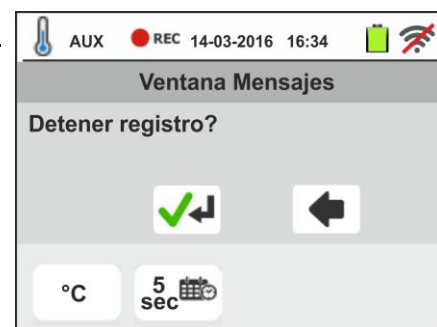 AUX REC 14-03-2016 16:34
Ventana Mensajes
Detener registro?
°C 5 sec